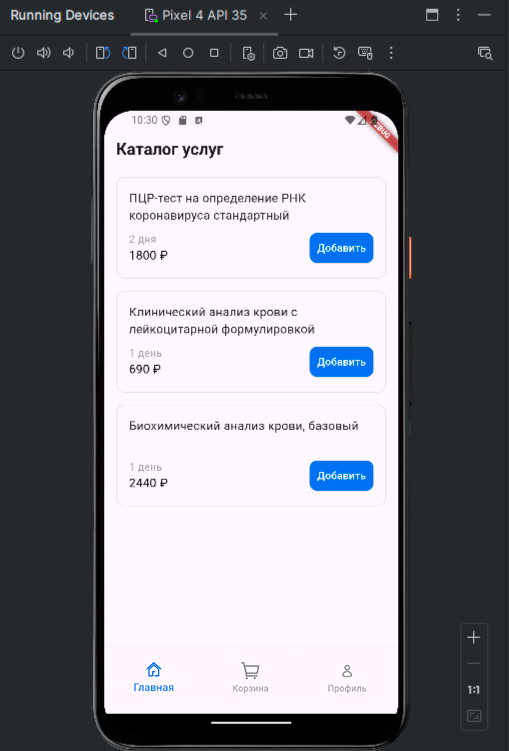 Running Devices
Pixel 4 API 35
10:30
DEBUG
Каталог услуг
ПЦР-тест на определение РНК
коронавируса стандартный
2 дня
1800 ₽
Добавить
Клинический анализ крови с
лейкоцитарной формулировкой
1 день
690 ₽
Добавить
Биохимический анализ крови, базовый
1 день
2440 ₽
Добавить
Главная
Корзина
Профиль
1:1